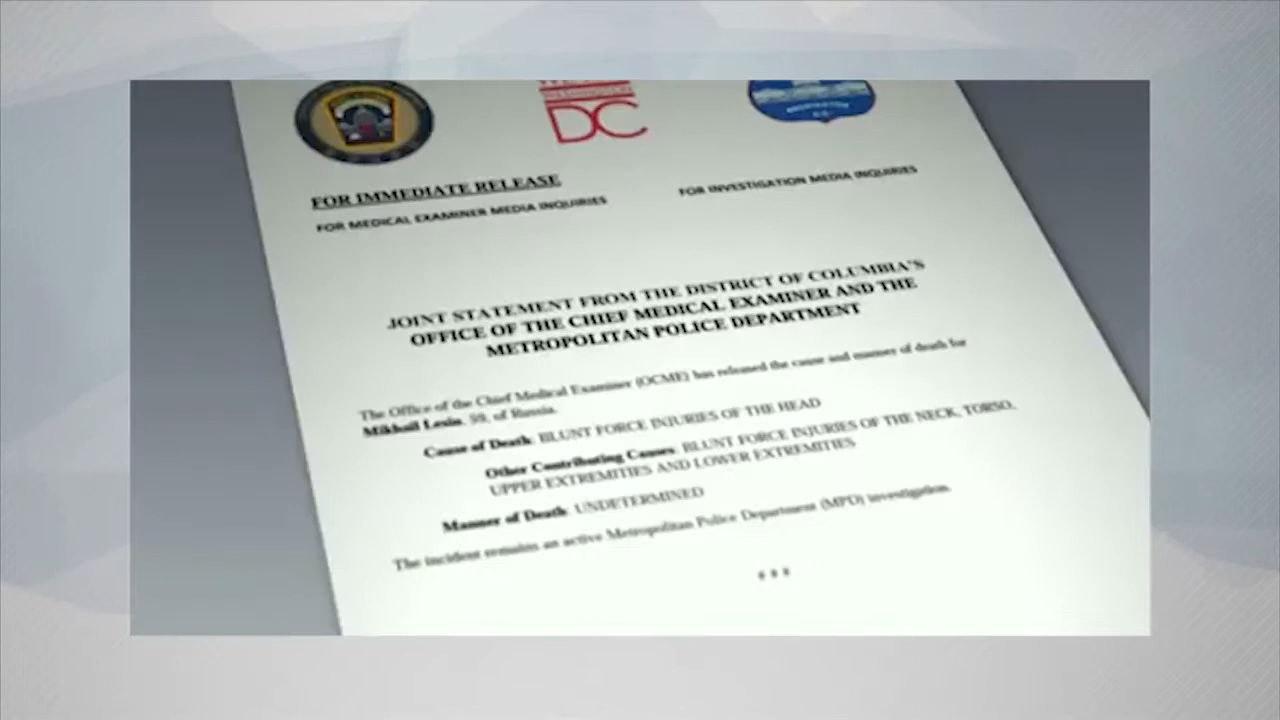 WASHINGTON
DC
WASHINGTON
D.C.
FOR IMMEDIATE RELEASE
FOR MEDICAL EXAMINER MEDIA INQUIRIES
FOR INVESTIGATION MEDIA INQUIRIES
JOINT STATEMENT FROM THE DISTRICT OF COLUMBIA'S
OFFICE OF THE CHIEF MEDICAL EXAMINER AND THE
METROPOLITAN POLICE DEPARTMENT
The Office of the Chief Medical Examiner (OCME) has released the cause and manner of death for
Mikhail Lesin, 59, of Russia.
Cause of Death: BLUNT FORCE INJURIES OF THE HEAD
Other Contributing Causes: BLUNT FORCE INJURIES OF THE NECK, TORSO,
UPPER EXTREMITIES AND LOWER EXTREMITIES
Manner of Death: UNDETERMINED
The incident remains an active Metropolitan Police Department (MPD) investigation.
# # #